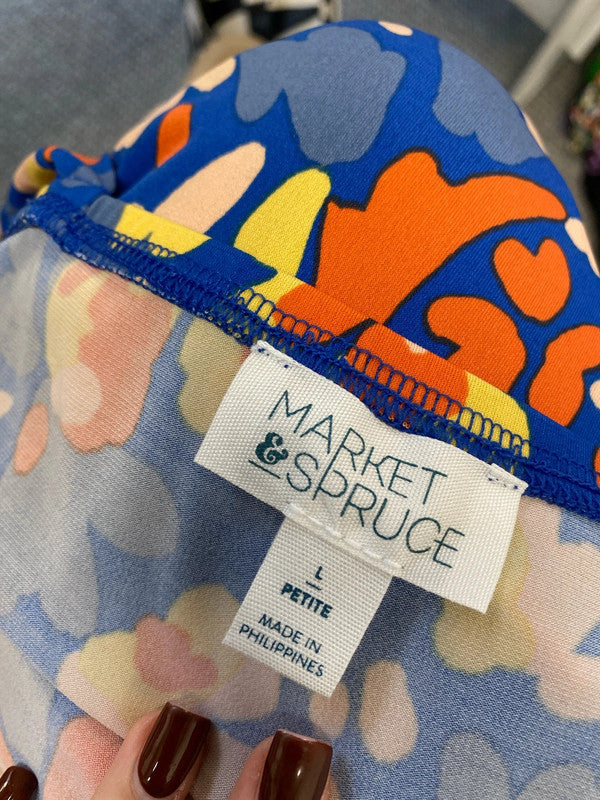 MARKET
& SPRUCE
L
PETITE
MADE IN
PHILIPPINES